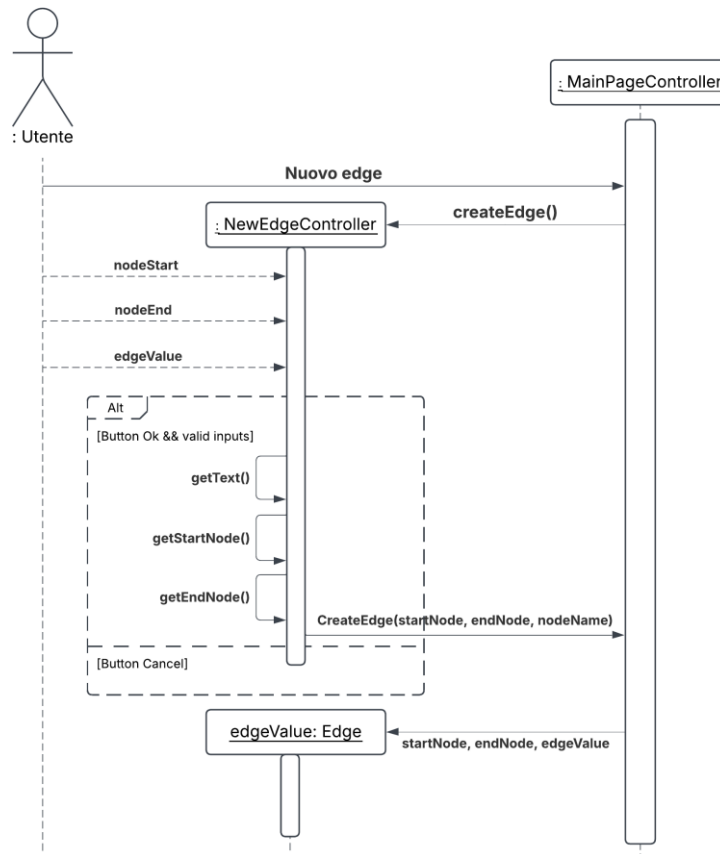 : Utente
: MainPageController
Nuovo edge
: NewEdgeController
createEdge()
nodeStart
nodeEnd
edgeValue
Alt
[Button Ok && valid inputs]
getText()
getStartNode()
getEndNode()
CreateEdge(startNode, endNode, nodeName)
[Button Cancel]
edgeValue: Edge
startNode, endNode, edgeValue